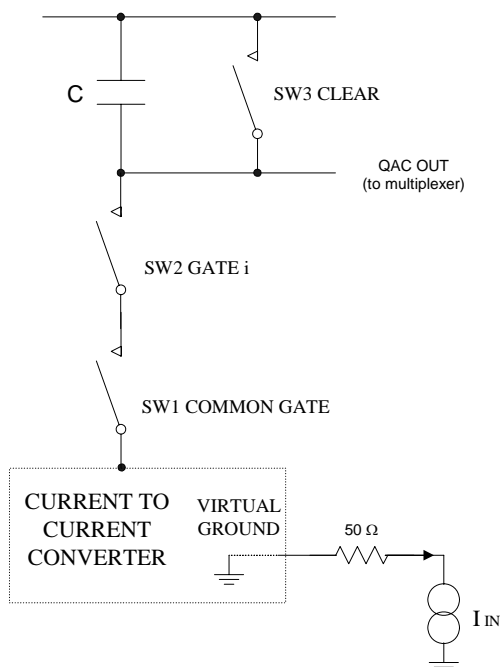 C
SW3 CLEAR
QAC OUT
(to multiplexer)
SW2 GATE i
SW1 COMMON GATE
CURRENT TO
CURRENT
CONVERTER
VIRTUAL
GROUND
50 Ω
I IN